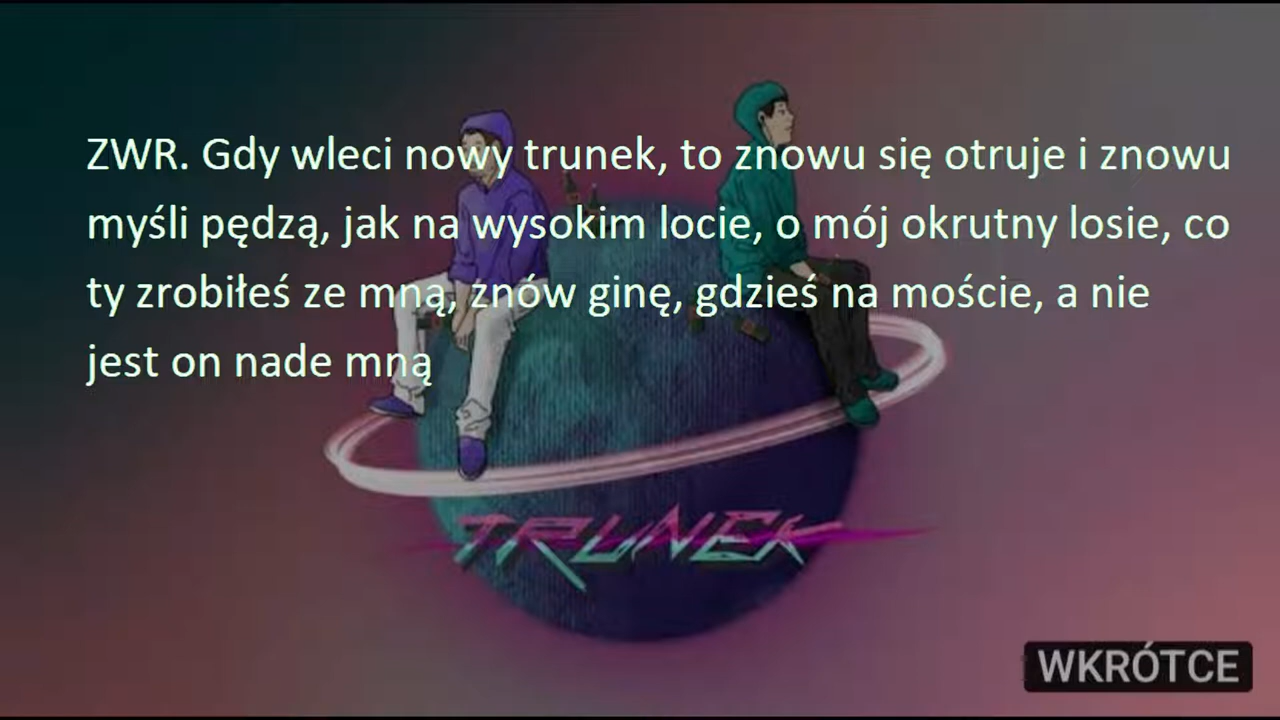 ZWR. Gdy wleci nowy trunek, to znowu się otruje i znowu
myśli pędzą, jak na wysokim locie, o mój okrutny losie, co
ty zrobiłeś ze mną, znów ginę, gdzieś na moście, a nie
jest on nade mną
TRUNEK
WKRÓTCE